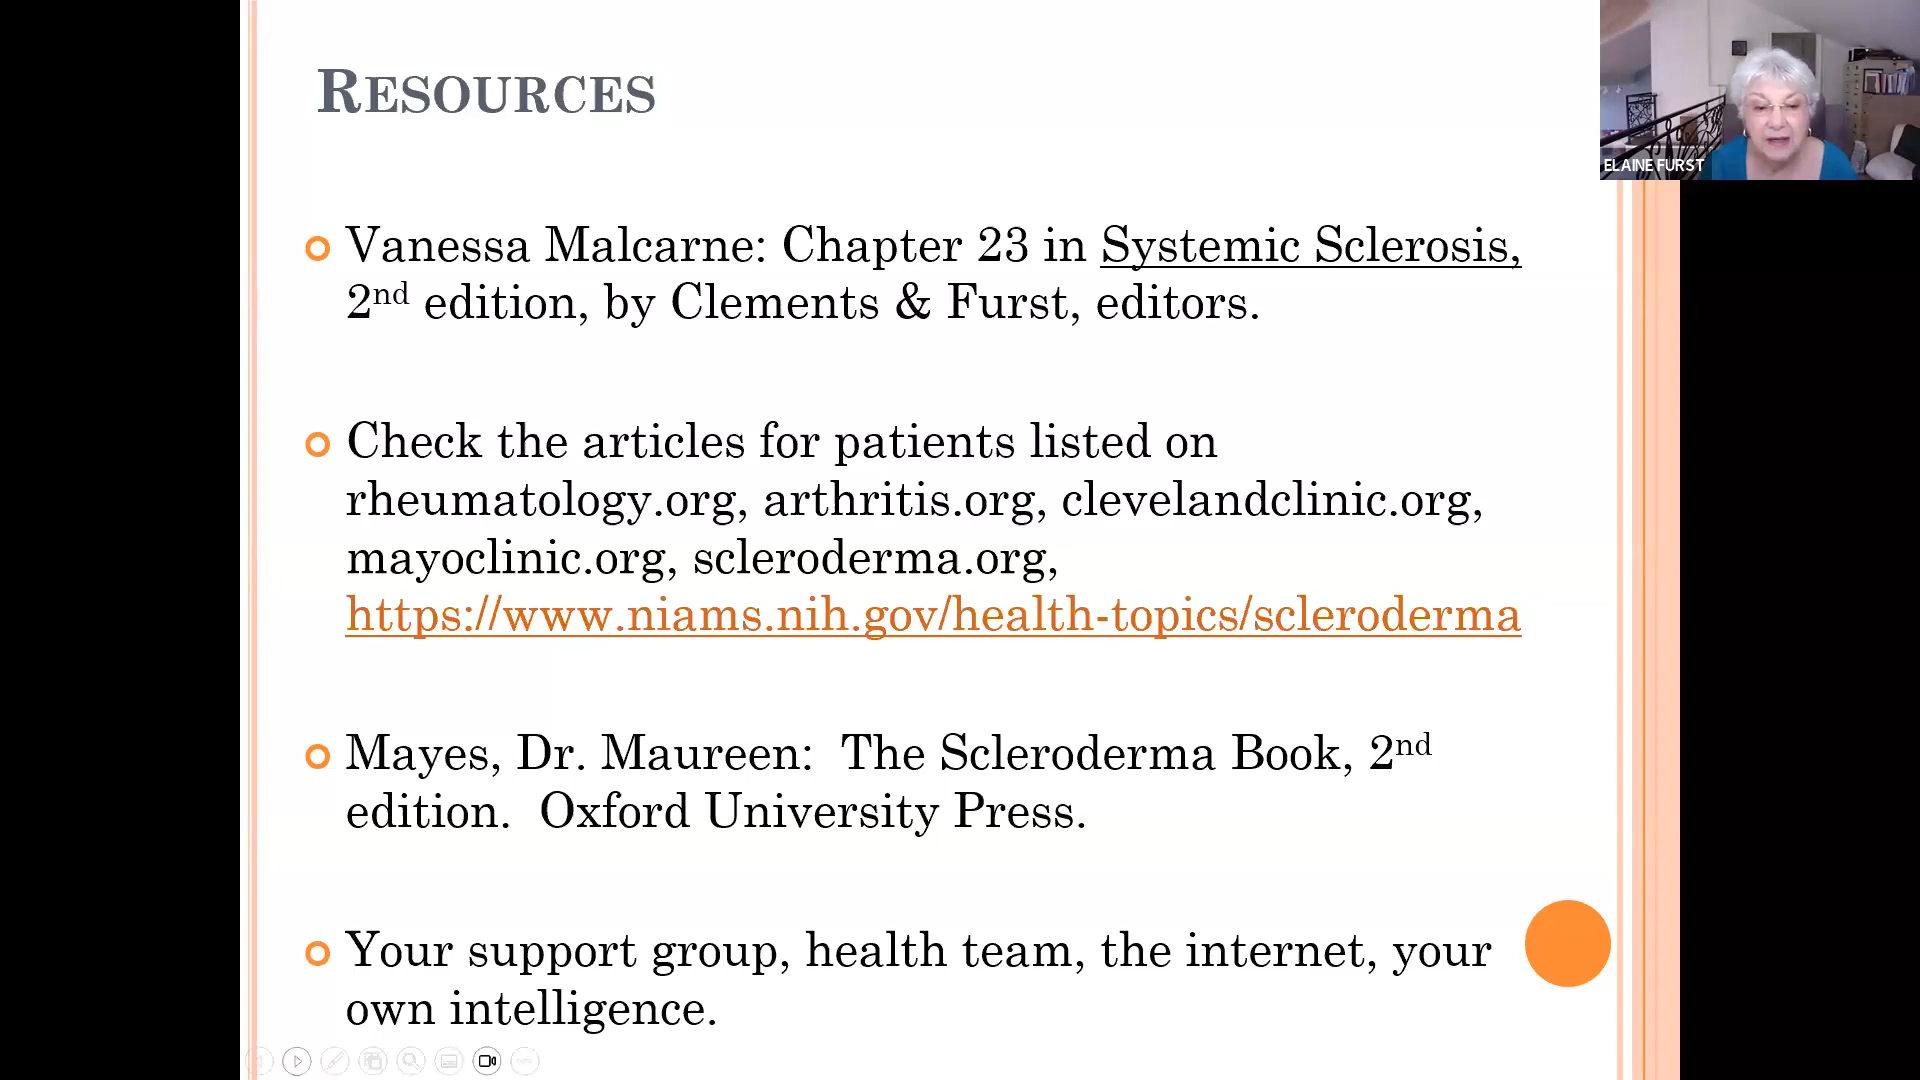 RESOURCES
ELAINE FURST
Vanessa Malcarne: Chapter 23 in Systemic Sclerosis,
2nd edition, by Clements & Furst, editors.
Check the articles for patients listed on
rheumatology.org, arthritis.org, clevelandclinic.org,
mayoclinic.org, scleroderma.org,
https://www.niams.nih.gov/health-topics/scleroderma
Mayes, Dr. Maureen:  The Scleroderma Book, 2nd
edition.  Oxford University Press.
Your support group, health team, the internet, your
own intelligence.